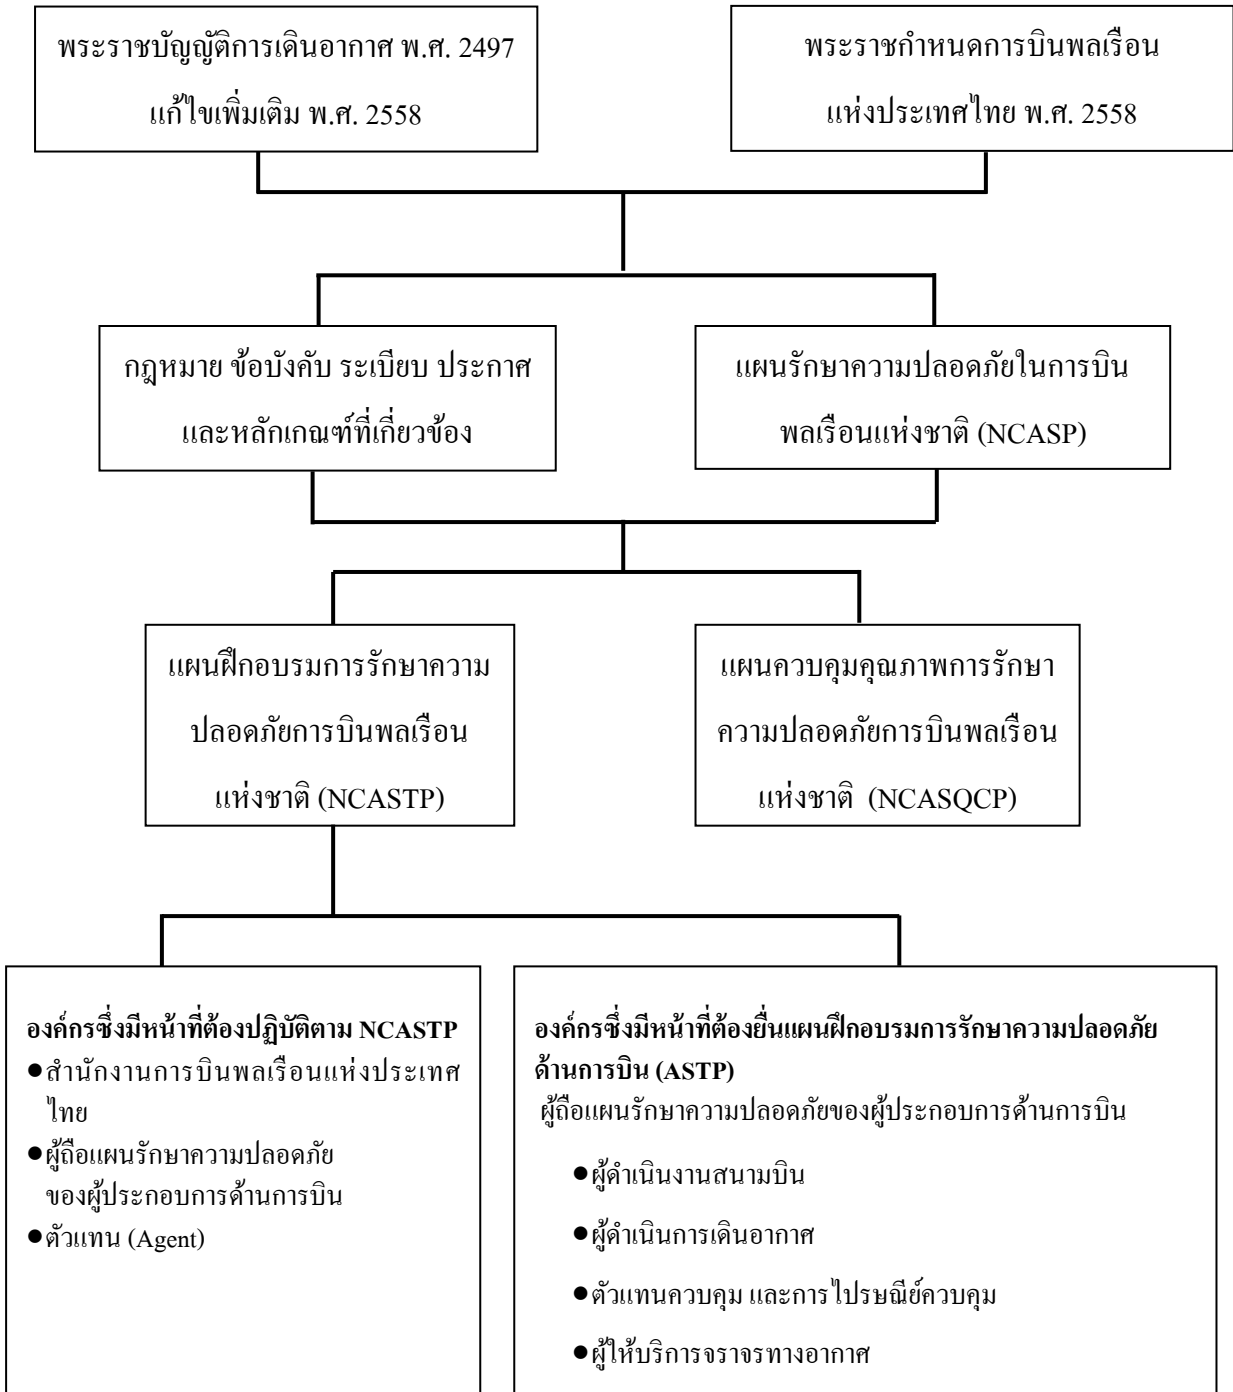 พระราชบัญญัติการเดินอากาศ พ.ศ. 2497
แก้ไขเพิ่มเติม พ.ศ. 2558
พระราชกำหนดการบินพลเรือน
แห่งประเทศไทย พ.ศ. 2558
กฎหมาย ข้อบังคับ ระเบียบ ประกาศ
และหลักเกณฑ์ที่เกี่ยวข้อง
แผนรักษาความปลอดภัยในการบิน
พลเรือนแห่งชาติ (NCASP)
แผนฝึกอบรมการรักษาความ
ปลอดภัยการบินพลเรือน
แห่งชาติ (NCASTP)
แผนควบคุมคุณภาพการรักษา
ความปลอดภัยการบินพลเรือน
แห่งชาติ (NCASQCP)
องค์กรซึ่งมีหน้าที่ต้องปฏิบัติตาม NCASTP
●สำนักงานการบินพลเรือนแห่งประเทศ
ไทย
●ผู้ถือแผนรักษาความปลอดภัย
ของผู้ประกอบการด้านการบิน
●ตัวแทน (Agent)
องค์กรซึ่งมีหน้าที่ต้องยื่นแผนฝึกอบรมการรักษาความปลอดภัย
ด้านการบิน (ASTP)
ผู้ถือแผนรักษาความปลอดภัยของผู้ประกอบการด้านการบิน
●ผู้ดำเนินงานสนามบิน
●ผู้ดำเนินการเดินอากาศ
●ตัวแทนควบคุม และการไปรษณีย์ควบคุม
●ผู้ให้บริการจราจรทางอากาศ